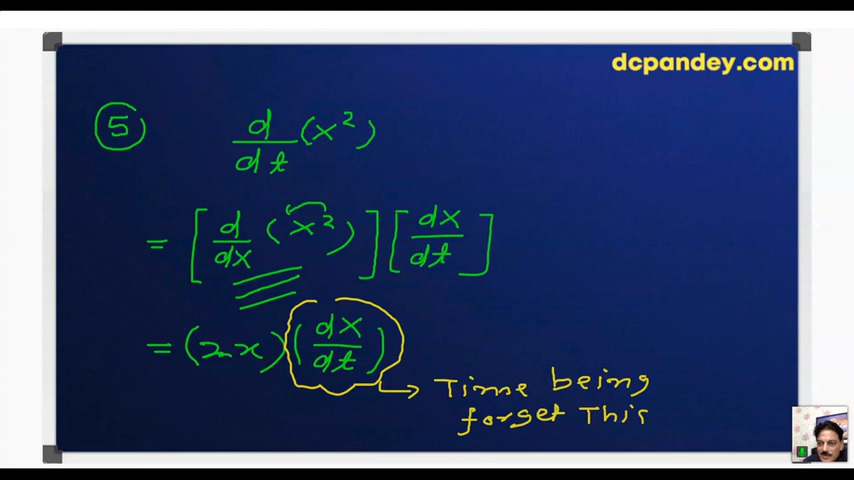 dcpandey.com
5 d/dt (x²)
= [d/dx (x²)] [dx/dt]
= (2x) (dx/dt)
Time being
forget This